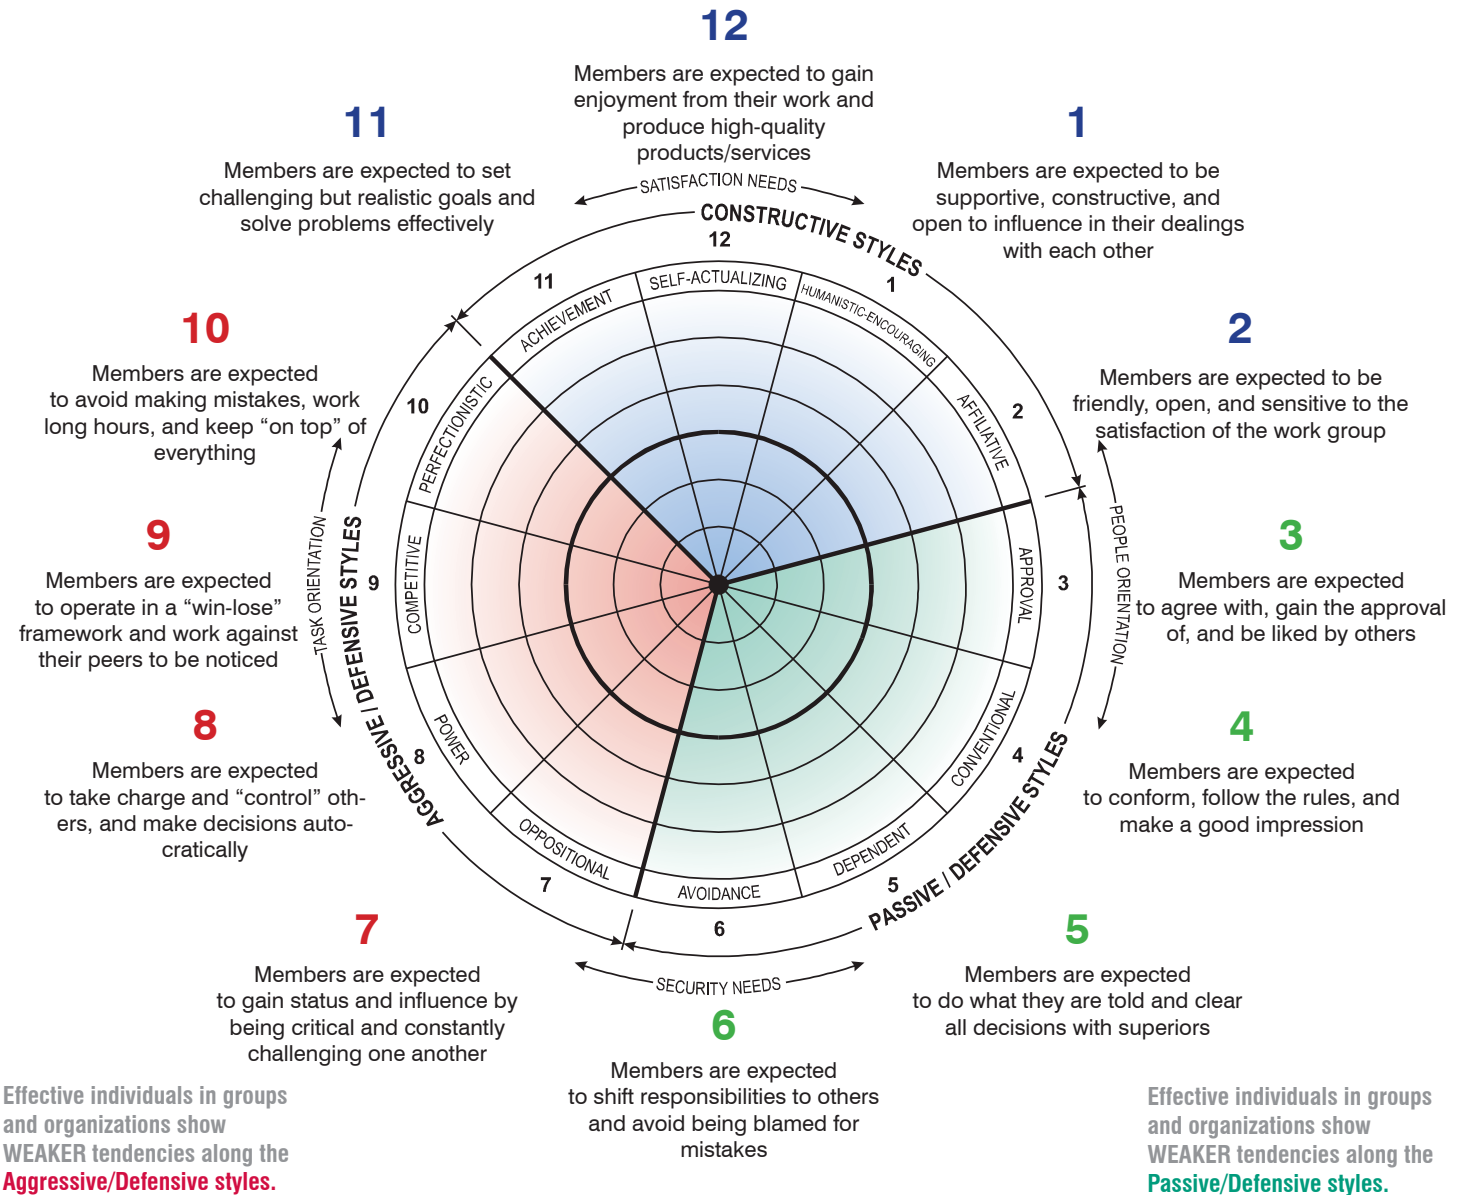 12
Members are expected to gain
enjoyment from their work and
produce high-quality
products/services
11
Members are expected to set
challenging but realistic goals and
solve problems effectively
1
Members are expected to be
supportive, constructive, and
open to influence in their dealings
with each other
10
Members are expected
to avoid making mistakes, work
long hours, and keep “on top” of
everything
2
Members are expected to be
friendly, open, and sensitive to the
satisfaction of the work group
9
Members are expected
to operate in a “win-lose”
framework and work against
their peers to be noticed
3
Members are expected
to agree with, gain the approval
of, and be liked by others
8
Members are expected
to take charge and “control” oth-
ers, and make decisions auto-
cratically
4
Members are expected
to conform, follow the rules, and
make a good impression
7
Members are expected
to gain status and influence by
being critical and constantly
challenging one another
5
Members are expected
to do what they are told and clear
all decisions with superiors
6
Members are expected
to shift responsibilities to others
and avoid being blamed for
mistakes
SATISFACTION NEEDS
CONSTRUCTIVE STYLES
PEOPLE ORIENTATION
PASSIVE / DEFENSIVE STYLES
SECURITY NEEDS
AGGRESSIVE / DEFENSIVE STYLES
TASK ORIENTATION
12
SELF-ACTUALIZING
1
HUMANISTIC-ENCOURAGING
2
AFFILIATIVE
3
APPROVAL
4
CONVENTIONAL
5
DEPENDENT
6
AVOIDANCE
7
OPPOSITIONAL
8
POWER
9
COMPETITIVE
10
PERFECTIONISTIC
11
ACHIEVEMENT
Effective individuals in groups
and organizations show
WEAKER tendencies along the
Aggressive/Defensive styles.
Effective individuals in groups
and organizations show
WEAKER tendencies along the
Passive/Defensive styles.